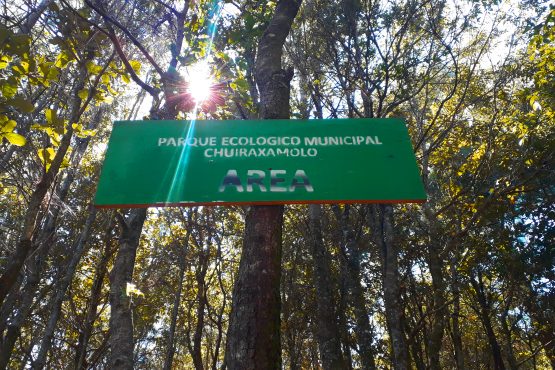 PARQUE ECOLOGICO MUNICIPAL
CHUIRAXAMOLO
AREA